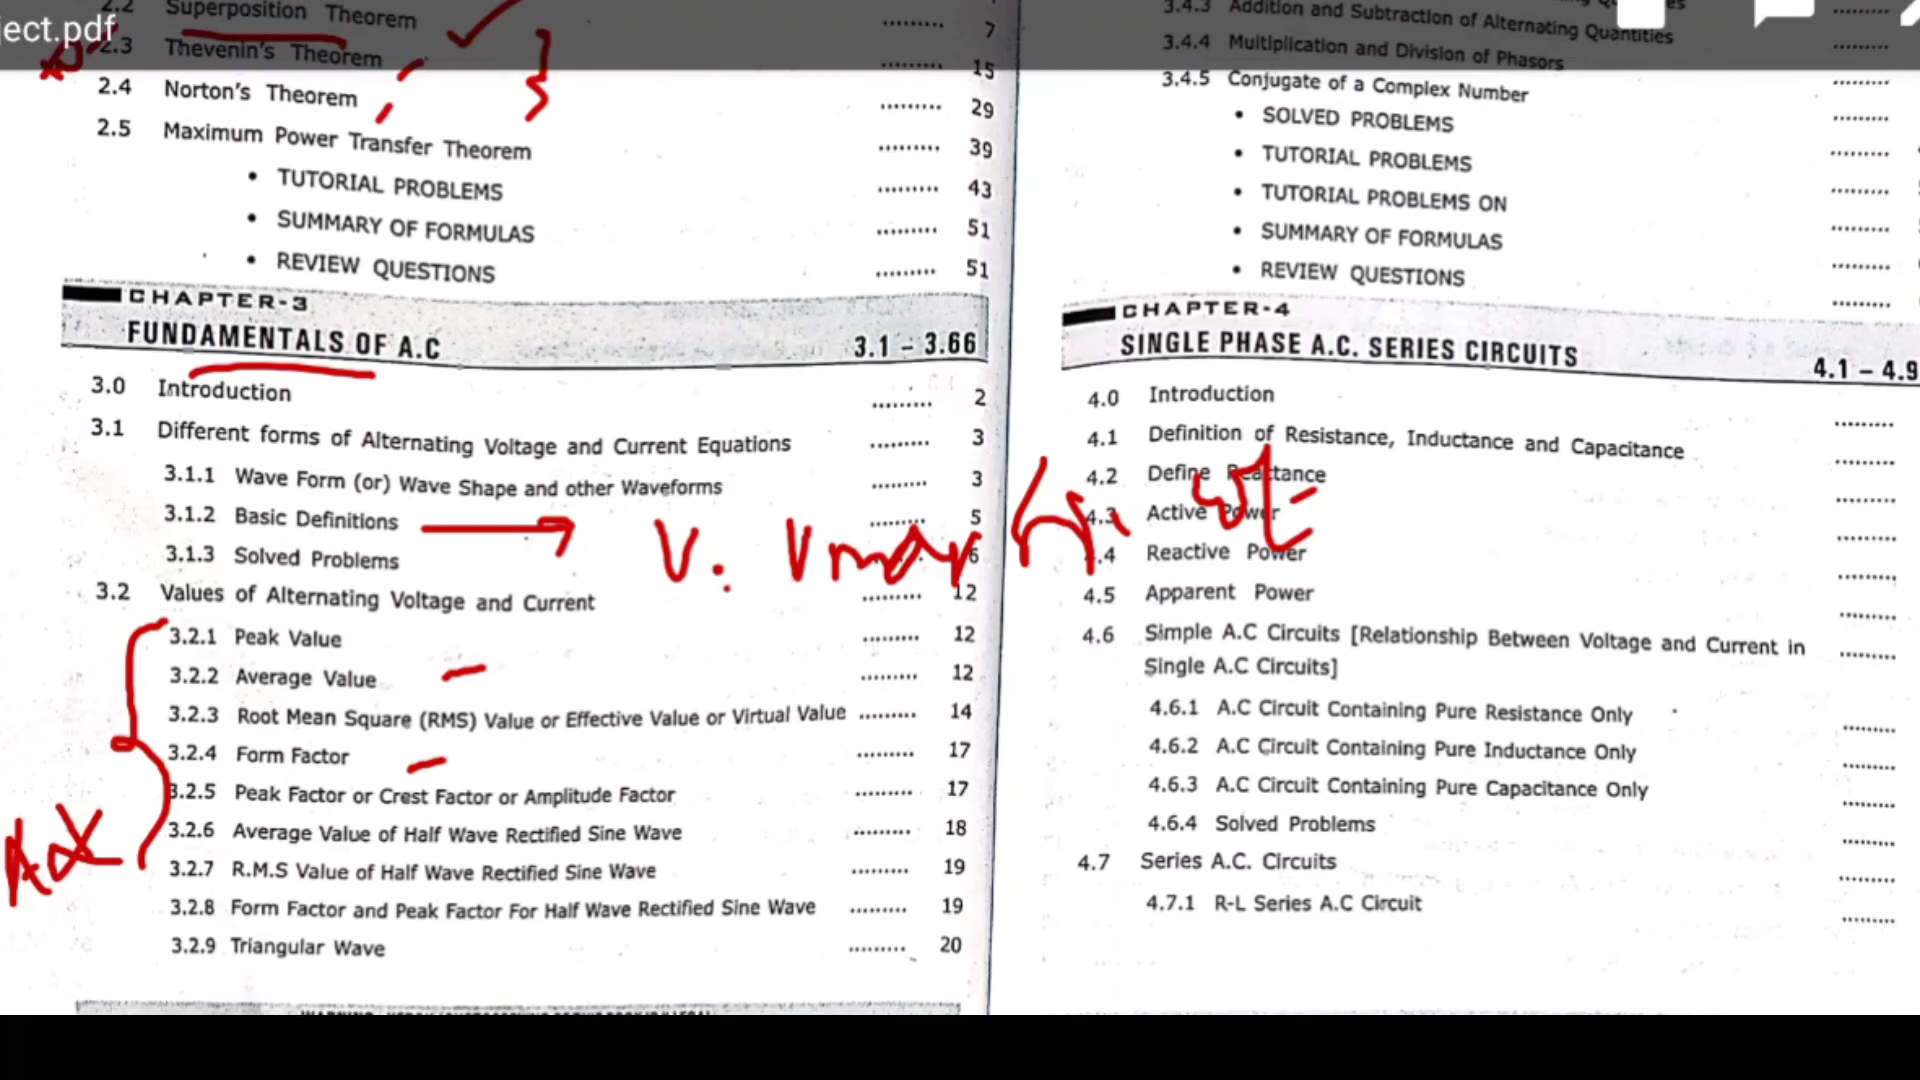 ject.pdf
2.2 Superposition Theorem ......... 7
2.3 Thevenin's Theorem ......... 15
2.4 Norton's Theorem ......... 29
2.5 Maximum Power Transfer Theorem ......... 39
• TUTORIAL PROBLEMS ......... 43
• SUMMARY OF FORMULAS ......... 51
• REVIEW QUESTIONS ......... 51
CHAPTER-3
FUNDAMENTALS OF A.C 3.1 – 3.66
3.0 Introduction ......... 2
3.1 Different forms of Alternating Voltage and Current Equations ......... 3
3.1.1 Wave Form (or) Wave Shape and other Waveforms ......... 3
3.1.2 Basic Definitions ......... 5
3.1.3 Solved Problems ......... 6
3.2 Values of Alternating Voltage and Current ......... 12
3.2.1 Peak Value ......... 12
3.2.2 Average Value ......... 12
3.2.3 Root Mean Square (RMS) Value or Effective Value or Virtual Value ......... 14
3.2.4 Form Factor ......... 17
3.2.5 Peak Factor or Crest Factor or Amplitude Factor ......... 17
3.2.6 Average Value of Half Wave Rectified Sine Wave ......... 18
3.2.7 R.M.S Value of Half Wave Rectified Sine Wave ......... 19
3.2.8 Form Factor and Peak Factor For Half Wave Rectified Sine Wave ......... 19
3.2.9 Triangular Wave ......... 20
3.4.3 Addition and Subtraction of Alternating Quantities .........
3.4.4 Multiplication and Division of Phasors .........
3.4.5 Conjugate of a Complex Number .........
• SOLVED PROBLEMS .........
• TUTORIAL PROBLEMS .........
• TUTORIAL PROBLEMS ON .........
• SUMMARY OF FORMULAS .........
• REVIEW QUESTIONS .........
CHAPTER-4
SINGLE PHASE A.C. SERIES CIRCUITS 4.1 – 4.9
4.0 Introduction .........
4.1 Definition of Resistance, Inductance and Capacitance .........
4.2 Define Reactance .........
4.3 Active Power .........
4.4 Reactive Power .........
4.5 Apparent Power .........
4.6 Simple A.C Circuits [Relationship Between Voltage and Current in
Single A.C Circuits] .........
4.6.1 A.C Circuit Containing Pure Resistance Only .........
4.6.2 A.C Circuit Containing Pure Inductance Only .........
4.6.3 A.C Circuit Containing Pure Capacitance Only .........
4.6.4 Solved Problems .........
4.7 Series A.C. Circuits .........
4.7.1 R-L Series A.C Circuit .........